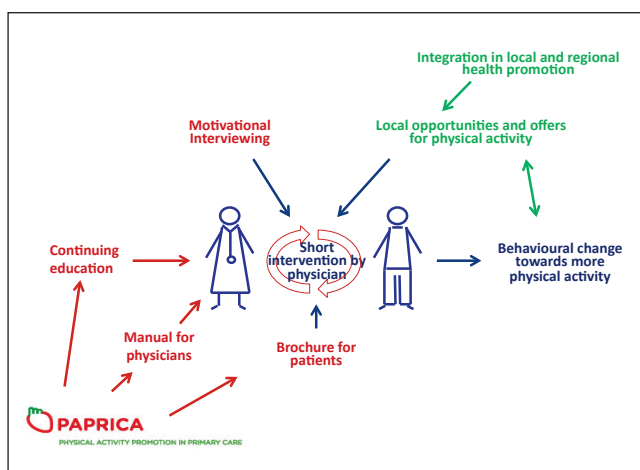 Integration in local and regional
health promotion
Motivational
Interviewing
Local opportunities and offers
for physical activity
Continuing
education
Short
intervention by
physician
Behavioural change
towards more
physical activity
Manual for
physicians
Brochure for
patients
PAPRICA
PHYSICAL ACTIVITY PROMOTION IN PRIMARY CARE